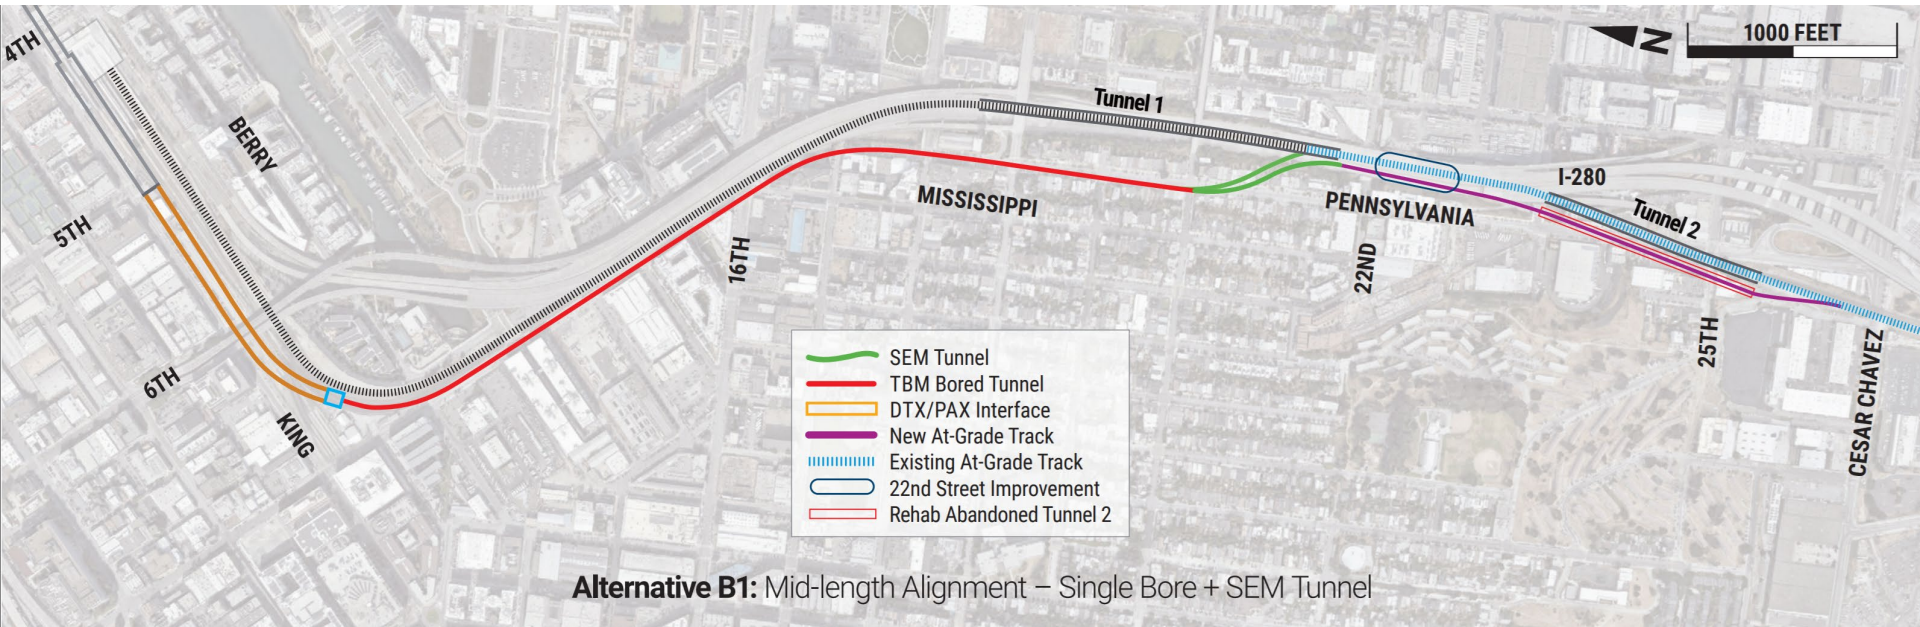 4TH
N
1000 FEET
BERRY
Tunnel 1
5TH
MISSISSIPPI
16TH
I-280
PENNSYLVANIA
Tunnel 2
22ND
6TH
KING
25TH
CESAR CHAVEZ
SEM Tunnel
TBM Bored Tunnel
DTX/PAX Interface
New At-Grade Track
Existing At-Grade Track
22nd Street Improvement
Rehab Abandoned Tunnel 2
Alternative B1: Mid-length Alignment – Single Bore + SEM Tunnel